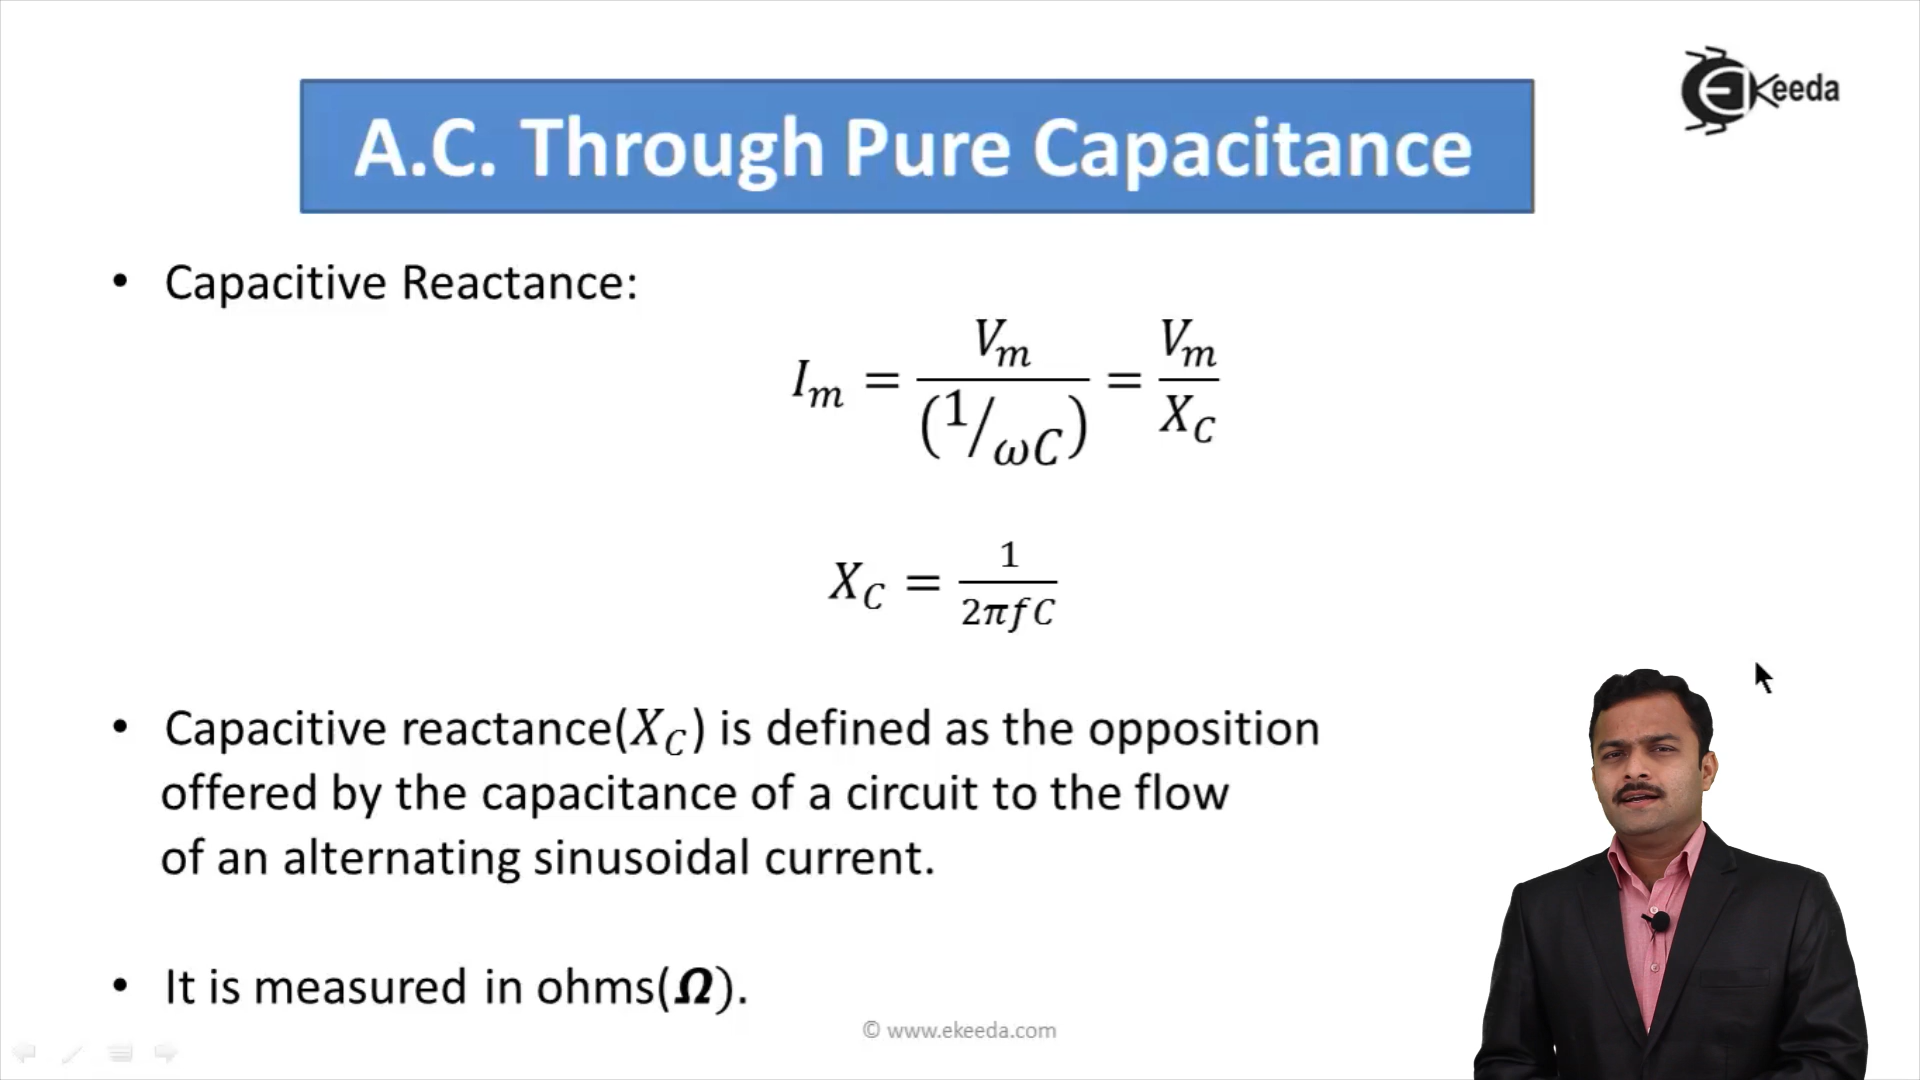 EKeeda
A.C. Through Pure Capacitance
• Capacitive Reactance:
I_m = V_m / (1/ωC) = V_m / X_C
X_C = 1 / 2πfC
• Capacitive reactance(X_C) is defined as the opposition
offered by the capacitance of a circuit to the flow
of an alternating sinusoidal current.
• It is measured in ohms(Ω).
© www.ekeeda.com